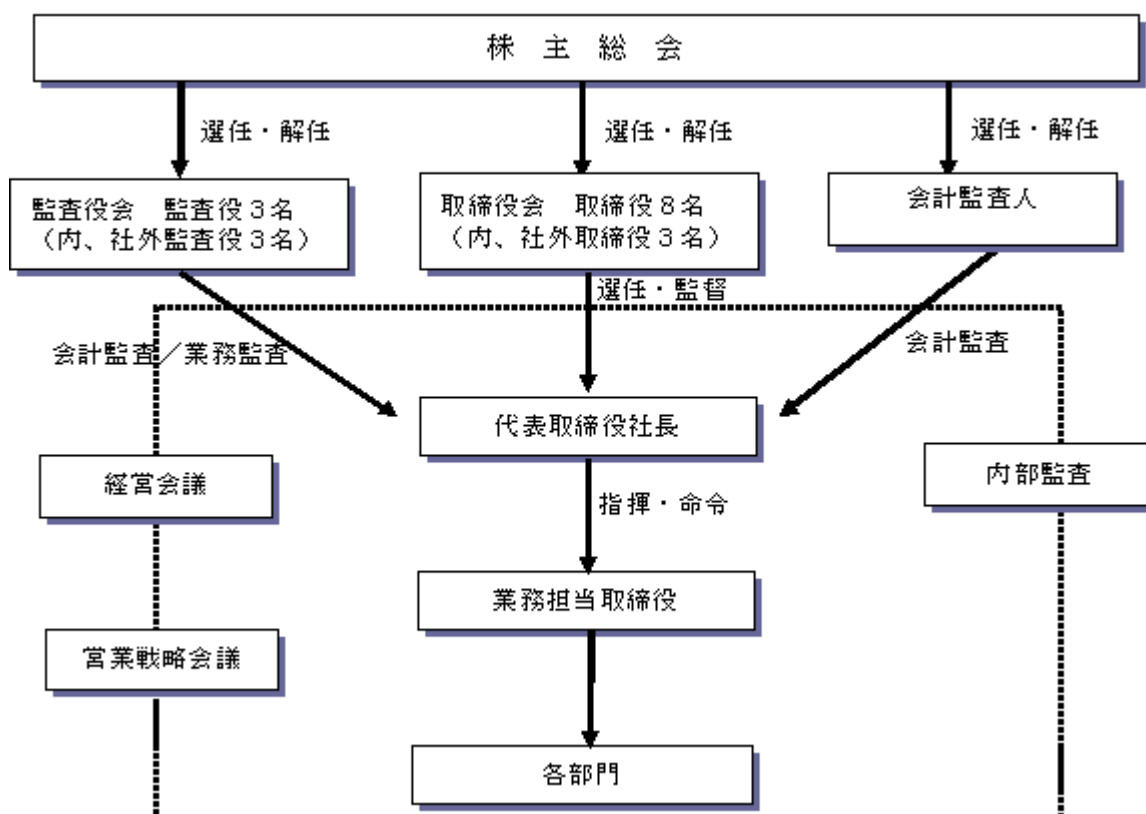 株 主 総 会
選任・解任
選任・解任
選任・解任
監査役会 監査役3名
(内、社外監査役3名)
取締役会 取締役8名
(内、社外取締役3名)
会計監査人
選任・監督
会計監査/業務監査
会計監査
代表取締役社長
経営会議
内部監査
指揮・命令
業務担当取締役
営業戦略会議
各部門